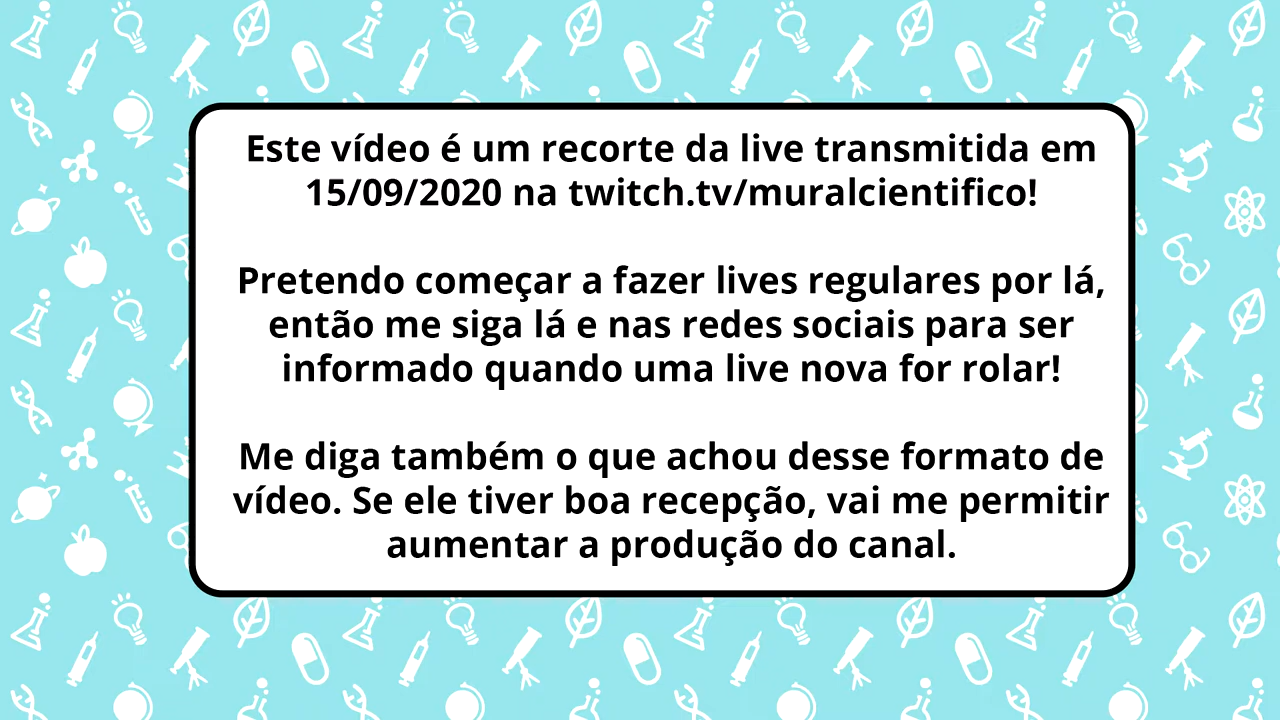 Este vídeo é um recorte da live transmitida em
15/09/2020 na twitch.tv/muralcientifico!
Pretendo começar a fazer lives regulares por lá,
então me siga lá e nas redes sociais para ser
informado quando uma live nova for rolar!
Me diga também o que achou desse formato de
vídeo. Se ele tiver boa recepção, vai me permitir
aumentar a produção do canal.